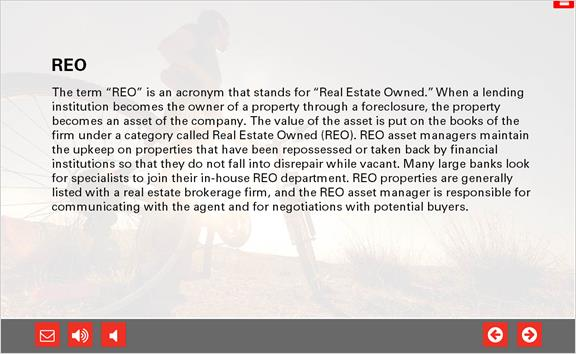 REO
The term “REO” is an acronym that stands for “Real Estate Owned.” When a lending
institution becomes the owner of a property through a foreclosure, the property
becomes an asset of the company. The value of the asset is put on the books of the
firm under a category called Real Estate Owned (REO). REO asset managers maintain
the upkeep on properties that have been repossessed or taken back by financial
institutions so that they do not fall into disrepair while vacant. Many large banks look
for specialists to join their in-house REO department. REO properties are generally
listed with a real estate brokerage firm, and the REO asset manager is responsible for
communicating with the agent and for negotiations with potential buyers.